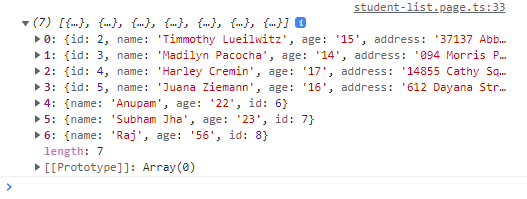 student-list.page.ts:33
▼ (7) [{…}, {…}, {…}, {…}, {…}, {…}, {…}] i
▶ 0: {id: 2, name: 'Timmothy Lueilwitz', age: '15', address: '37137 Abb…
▶ 1: {id: 3, name: 'Madilyn Pacocha', age: '14', address: '094 Morris P…
▶ 2: {id: 4, name: 'Harley Cremin', age: '17', address: '14855 Cathy Sq…
▶ 3: {id: 5, name: 'Juana Ziemann', age: '16', address: '612 Dayana Str…
▶ 4: {name: 'Anupam', age: '22', id: 6}
▶ 5: {name: 'Subham Jha', age: '23', id: 7}
▶ 6: {name: 'Raj', age: '56', id: 8}
length: 7
▶ [[Prototype]]: Array(0)
>